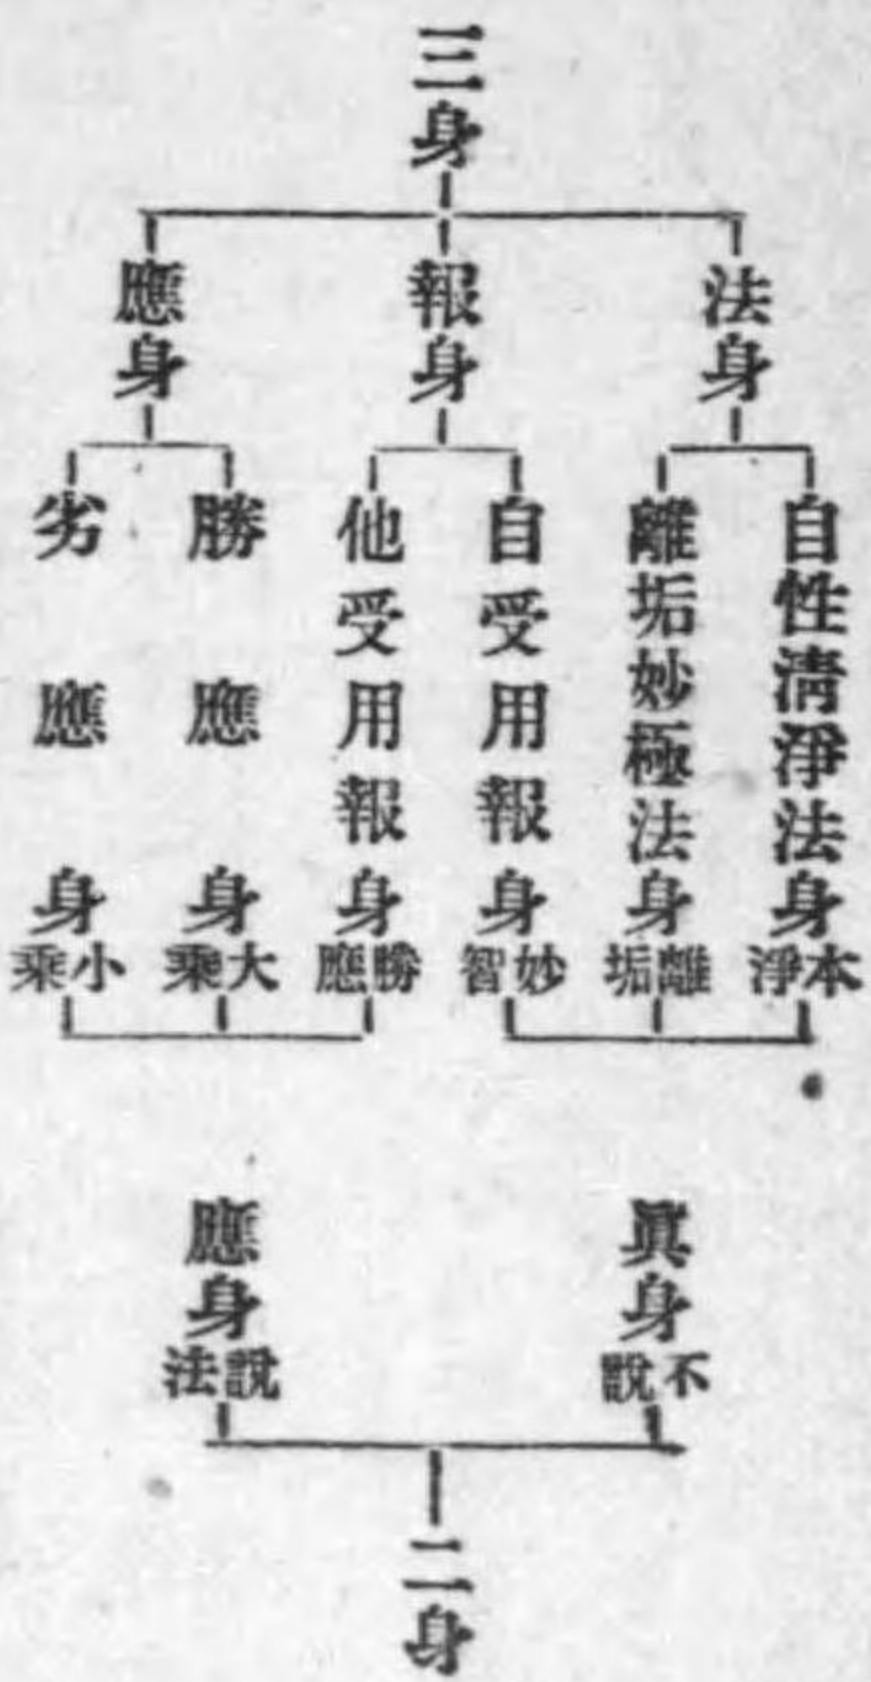 三身
法身
報身
應身
自性淸淨法身
本淨
離垢妙極法身
離垢
自受用報身
妙智
他受用報身
勝應
勝應身
大乘
劣應身
小乘
眞身
不說
應身
說法
二身